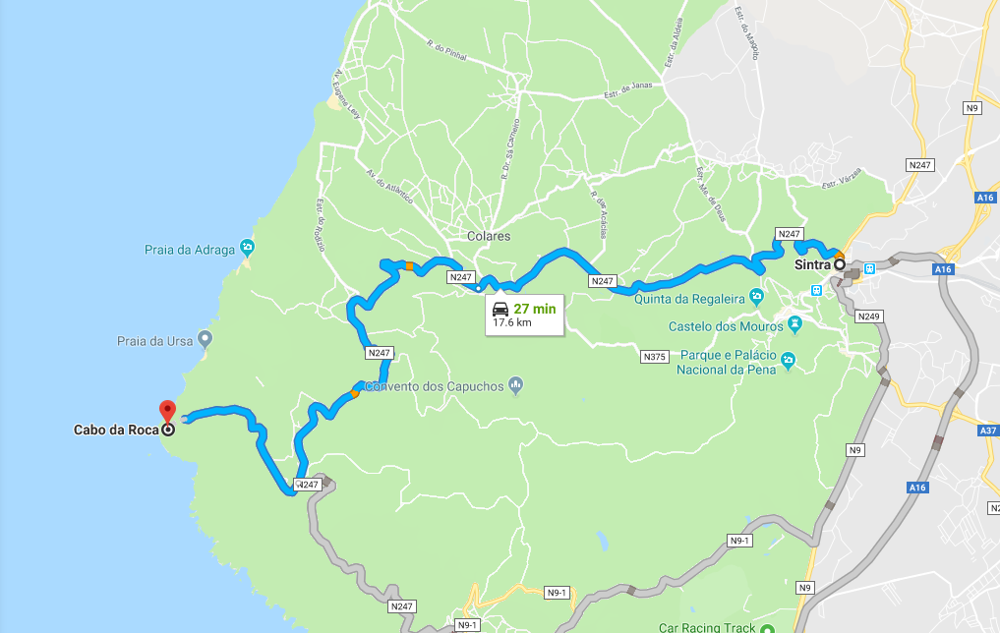 R. do Pinhal
Estr. da Aldeia
Estr. do Magoito
Av. Eugene Levy
Estr. de Janas
N9
R. Dr. Sá Carneiro
N247
Av. do Atlântico
Estr. Me. de Deus
Estr. Várzea
R. das Acácias
A16
Estr. do Rodízio
Colares
N247
Praia da Adraga
Sintra
A16
N247
N247
Quinta da Regaleira
27 min
17.6 km
N249
Castelo dos Mouros
Praia da Ursa
N247
N375
Parque e Palácio
Nacional da Pena
Convento dos Capuchos
Cabo da Roca
A37
N9
N247
A16
N2
N9-1
N9
N9-1
N247
N9-1
Car Racing Track